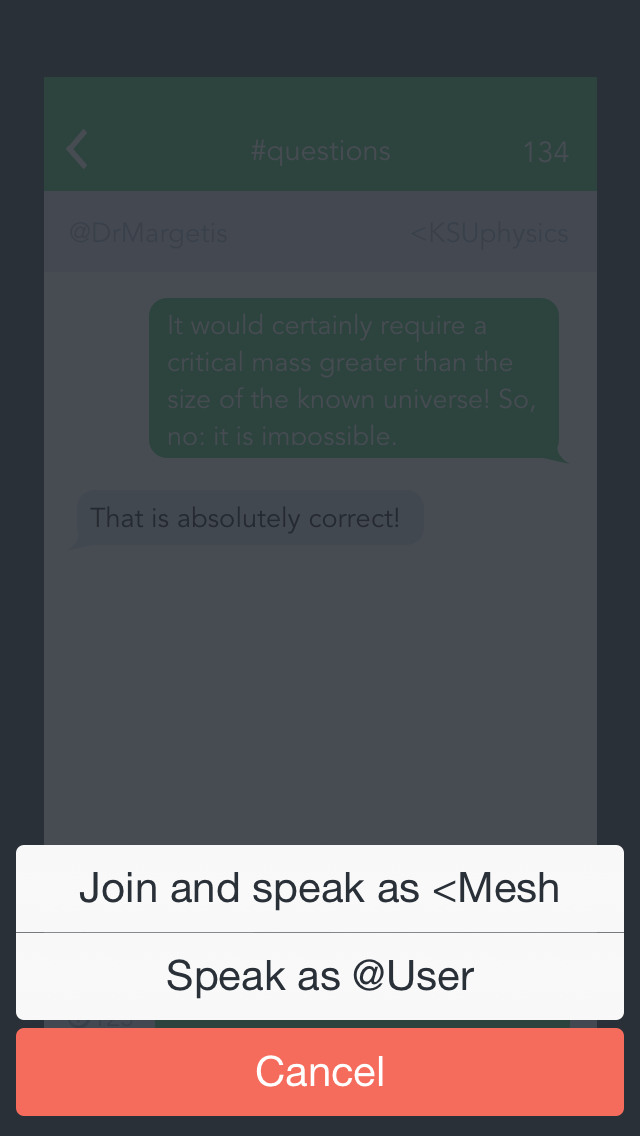 #questions
134
@DrMargetis
<KSUphysics
It would certainly require a
critical mass greater than the
size of the known universe! So,
no: it is impossible.
That is absolutely correct!
Join and speak as <Mesh
Speak as @User
Cancel